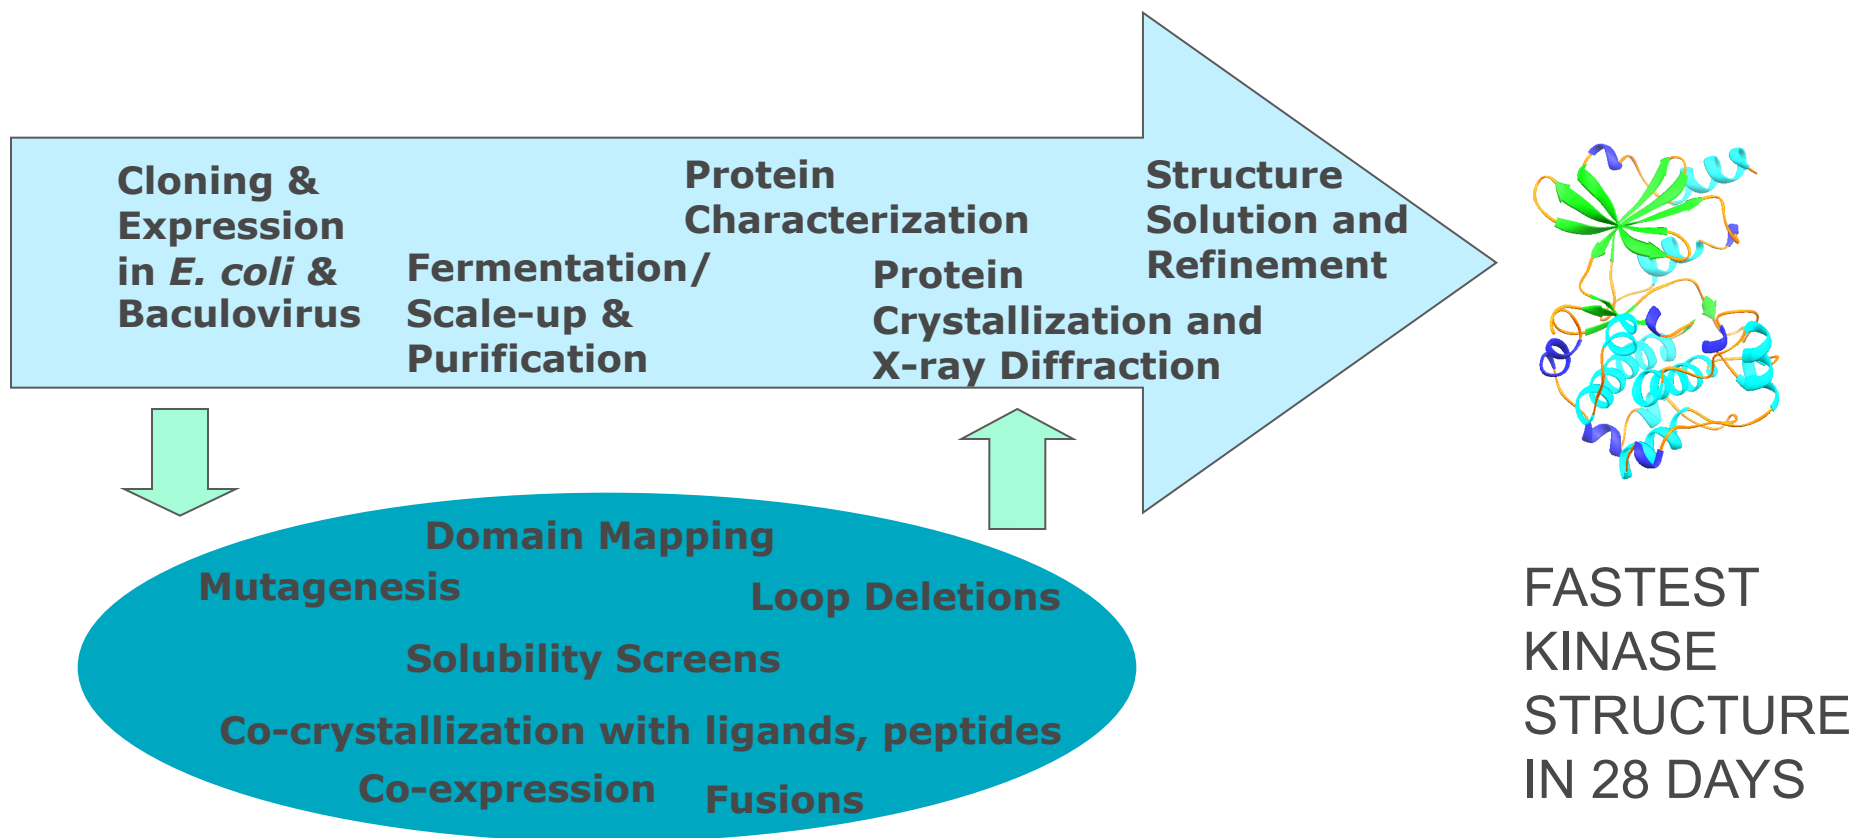 Cloning &
Expression
in E. coli &
Baculovirus
Fermentation/
Scale-up &
Purification
Protein
Characterization
Protein
Crystallization and
X-ray Diffraction
Structure
Solution and
Refinement
Domain Mapping
Mutagenesis
Loop Deletions
Solubility Screens
Co-crystallization with ligands, peptides
Co-expression
Fusions
FASTEST
KINASE
STRUCTURE
IN 28 DAYS